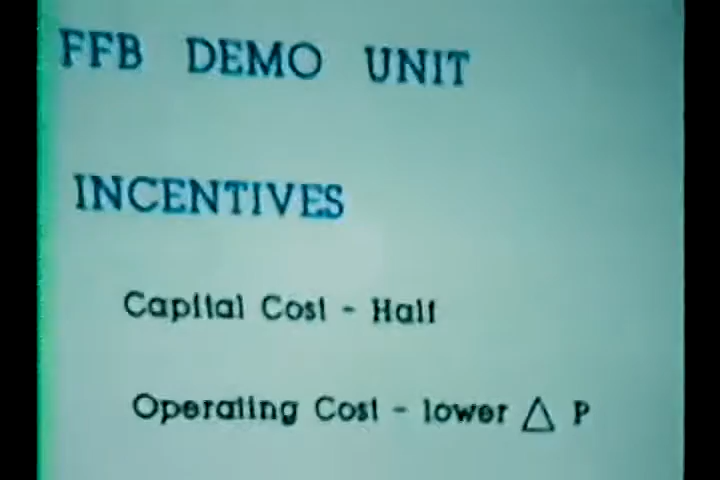 FFB DEMO UNIT
INCENTIVES
Capital Cost - Half
Operating Cost - lower △ P